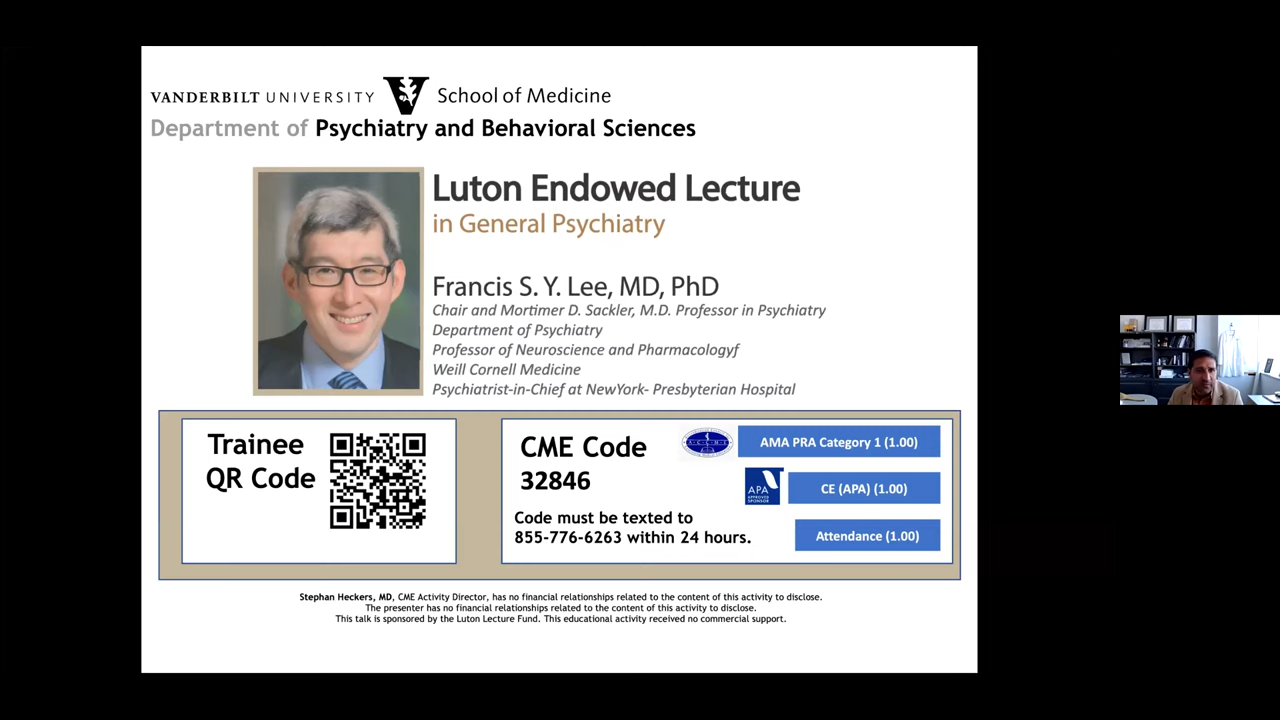 VANDERBILT UNIVERSITY School of Medicine
Department of Psychiatry and Behavioral Sciences
Luton Endowed Lecture
in General Psychiatry
Francis S. Y. Lee, MD, PhD
Chair and Mortimer D. Sackler, M.D. Professor in Psychiatry
Department of Psychiatry
Professor of Neuroscience and Pharmacologyf
Weill Cornell Medicine
Psychiatrist-in-Chief at NewYork- Presbyterian Hospital
Trainee
QR Code
CME Code
32846
Code must be texted to
855-776-6263 within 24 hours.
AMA PRA Category 1 (1.00)
APA
APPROVED
SPONSOR
CE (APA) (1.00)
Attendance (1.00)
Stephan Heckers, MD, CME Activity Director, has no financial relationships related to the content of this activity to disclose.
The presenter has no financial relationships related to the content of this activity to disclose.
This talk is sponsored by the Luton Lecture Fund. This educational activity received no commercial support.